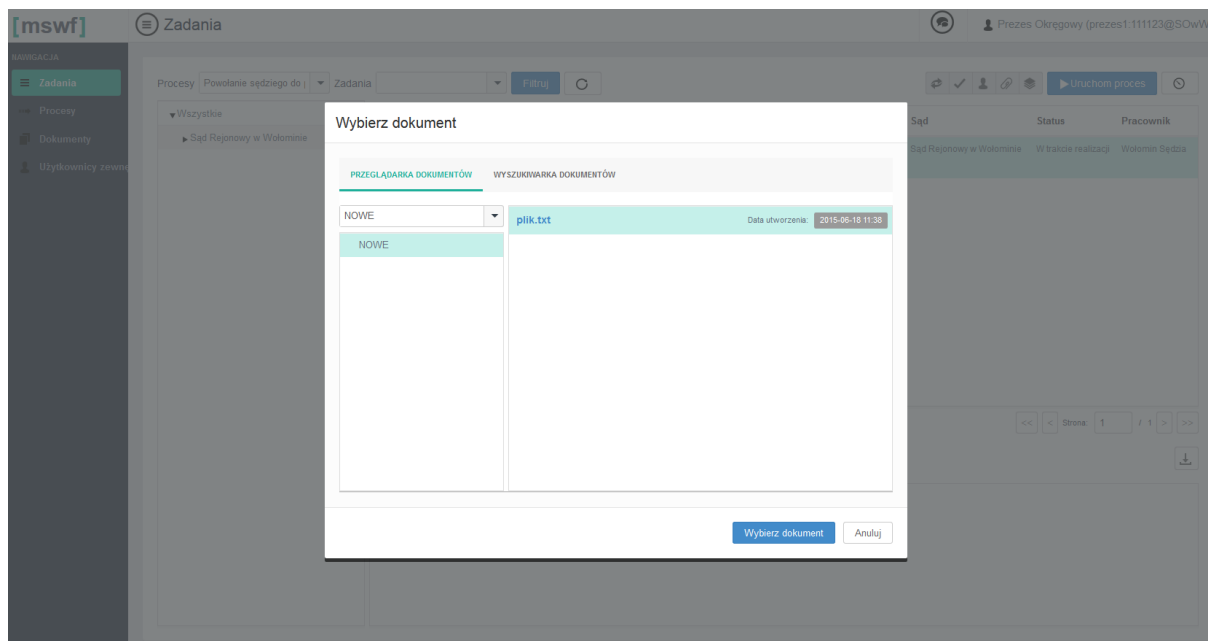 [mswf]
Zadania
Prezes Okręgowy (prezes1.111123@SOwW
NAWIGACJA
Zadania
Procesy
Dokumenty
Użytkownicy zewnę
Procesy Powołanie sędziego do Zadania Filtruj Uruchom proces
Wszystkie
Sąd Rejonowy w Wołominie
Sąd Status Pracownik
Sąd Rejonowy w Wołominie W trakcie realizacji Wołomin Sędzia
Wybierz dokument
PRZEGLĄDARKA DOKUMENTÓW WYSZUKIWARKA DOKUMENTÓW
NOWE
NOWE
plik.txt Data utworzenia: 2015-06-18 11:38
<< < Strona: 1 / 1 > >>
Wybierz dokument Anuluj